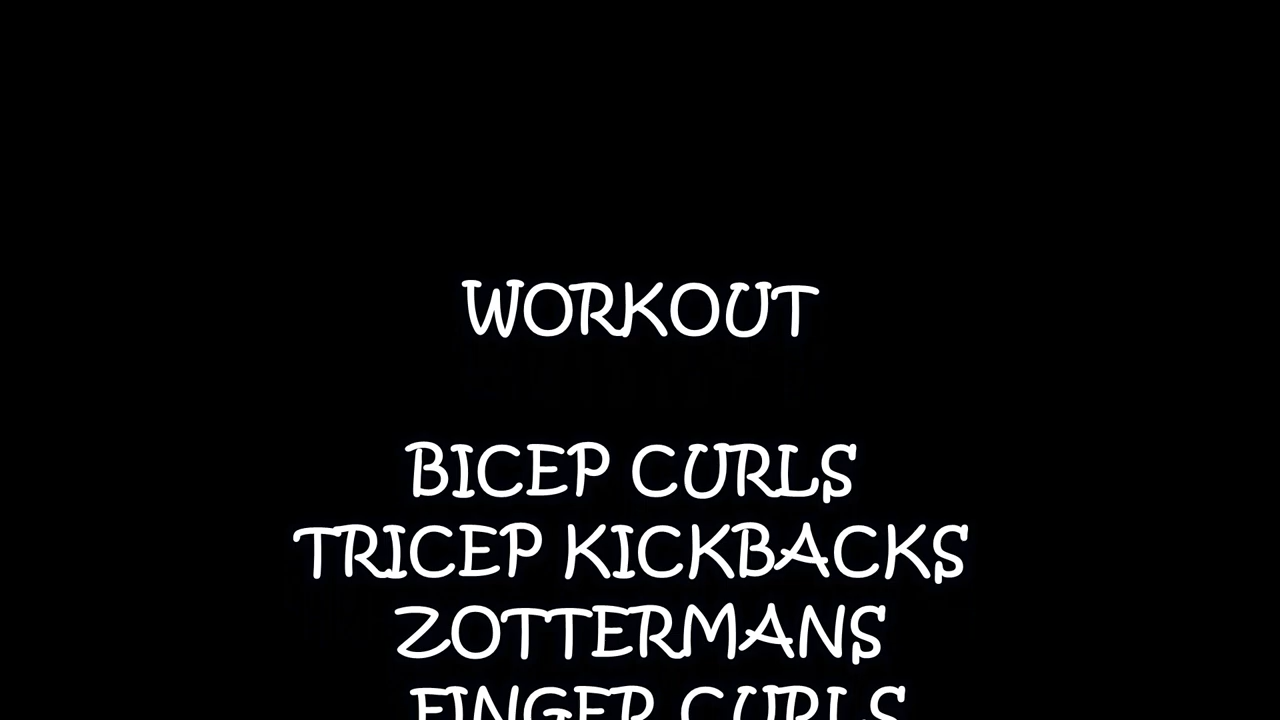 WORKOUT
BICEP CURLS
TRICEP KICKBACKS
ZOTTERMANS
FINGER CURLS